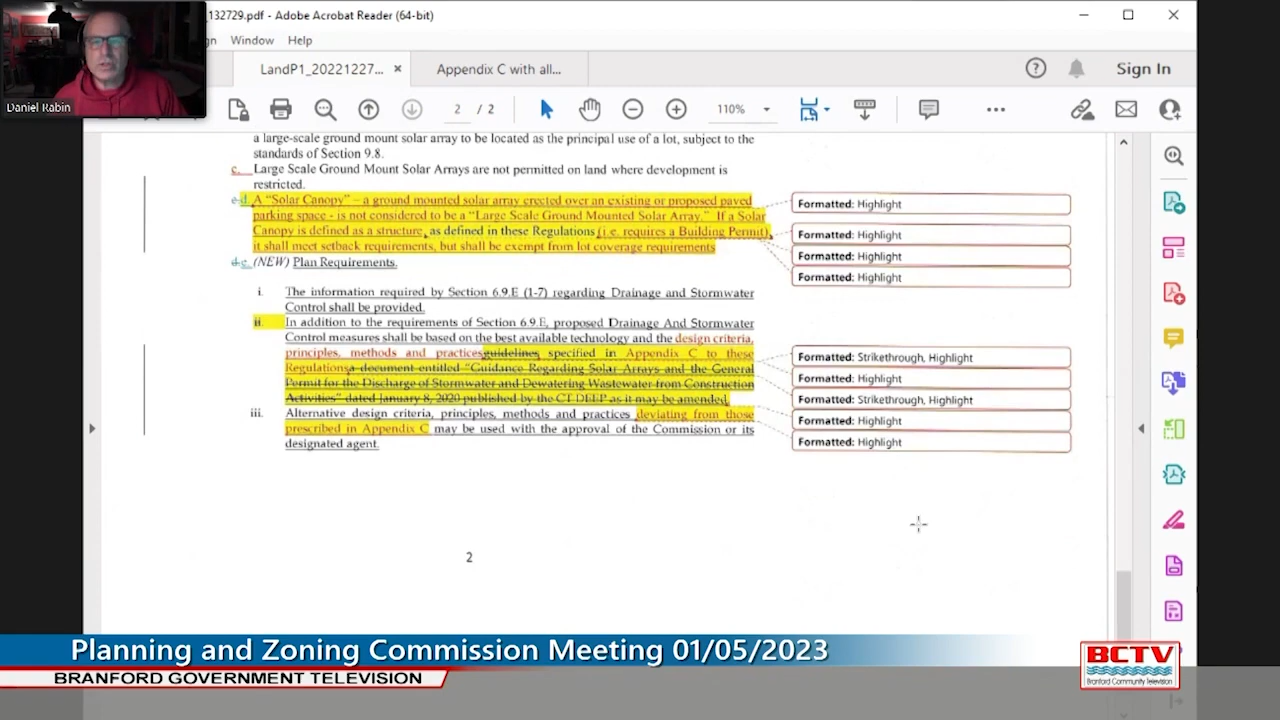 _132729.pdf - Adobe Acrobat Reader (64-bit)
gn Window Help
LandP1_20221227...
Appendix C with all...
Sign In
2 / 2
110%
Daniel Rabin
a large-scale ground mount solar array to be located as the principal use of a lot, subject to the
standards of Section 9.8.
c. Large Scale Ground Mount Solar Arrays are not permitted on land where development is
restricted.
c.d. A “Solar Canopy” – a ground mounted solar array erected over an existing or proposed paved
parking space - is not considered to be a “Large Scale Ground Mounted Solar Array.” If a Solar
Canopy is defined as a structure, as defined in these Regulations (i.e. requires a Building Permit),
it shall meet setback requirements, but shall be exempt from lot coverage requirements
d.c. (NEW) Plan Requirements.
i. The information required by Section 6.9.E (1-7) regarding Drainage and Stormwater
Control shall be provided.
ii. In addition to the requirements of Section 6.9.E, proposed Drainage And Stormwater
Control measures shall be based on the best available technology and the design criteria,
principles, methods and practices guidelines specified in Appendix C to these
Regulations a document entitled “Guidance Regarding Solar Arrays and the General
Permit for the Discharge of Stormwater and Dewatering Wastewater from Construction
Activities” dated January 8, 2020 published by the CT DEEP as it may be amended.
iii. Alternative design criteria, principles, methods and practices deviating from those
prescribed in Appendix C may be used with the approval of the Commission or its
designated agent.
2
Formatted: Highlight
Formatted: Highlight
Formatted: Highlight
Formatted: Highlight
Formatted: Strikethrough, Highlight
Formatted: Highlight
Formatted: Strikethrough, Highlight
Formatted: Highlight
Formatted: Highlight
Planning and Zoning Commission Meeting 01/05/2023
BRANFORD GOVERNMENT TELEVISION
BCTV
Branford Community Television